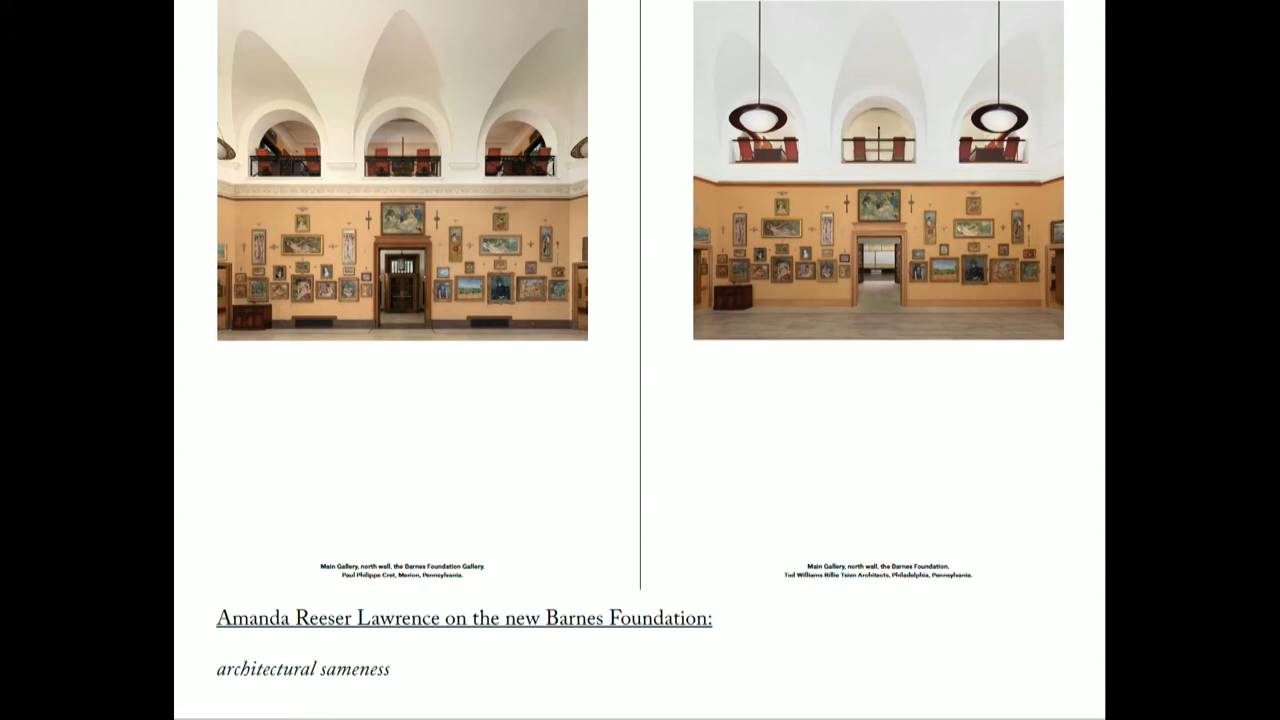 Main Gallery, north wall, the Barnes Foundation Gallery.
Paul Philippe Cret, Merion, Pennsylvania.
Main Gallery, north wall, the Barnes Foundation.
Tod Williams Billie Tsien Architects, Philadelphia, Pennsylvania.
Amanda Reeser Lawrence on the new Barnes Foundation:
architectural sameness